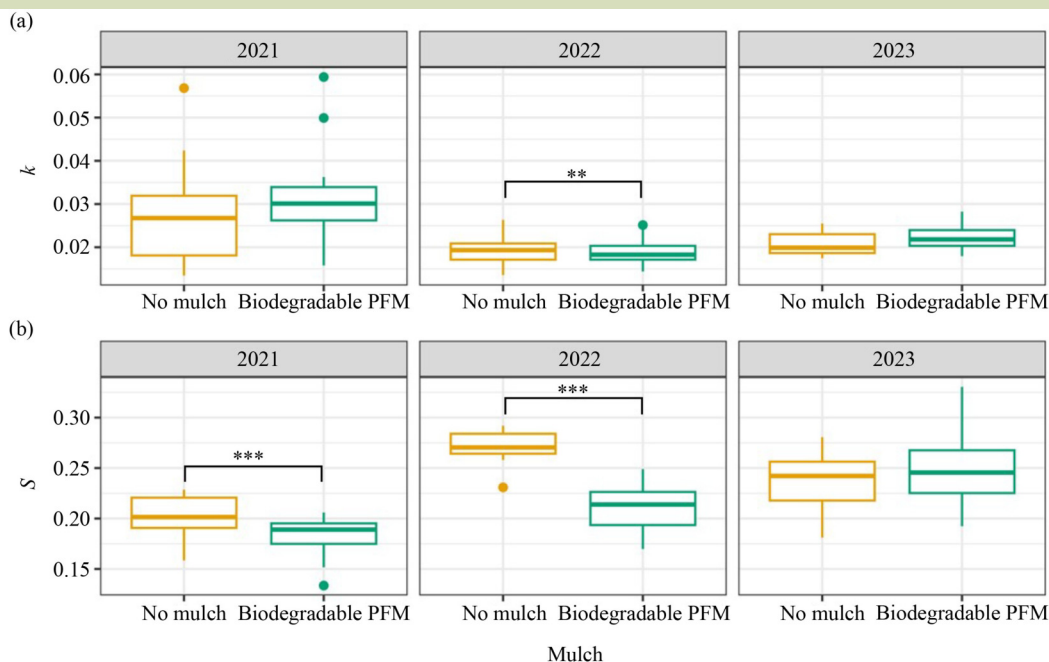 (a)
2021 2022 2023
0.06
0.05
0.04
0.03
0.02
k
**
No mulch Biodegradable PFM No mulch Biodegradable PFM No mulch Biodegradable PFM
(b)
2021 2022 2023
0.30
0.25
0.20
0.15
S
***
***
No mulch Biodegradable PFM No mulch Biodegradable PFM No mulch Biodegradable PFM
Mulch